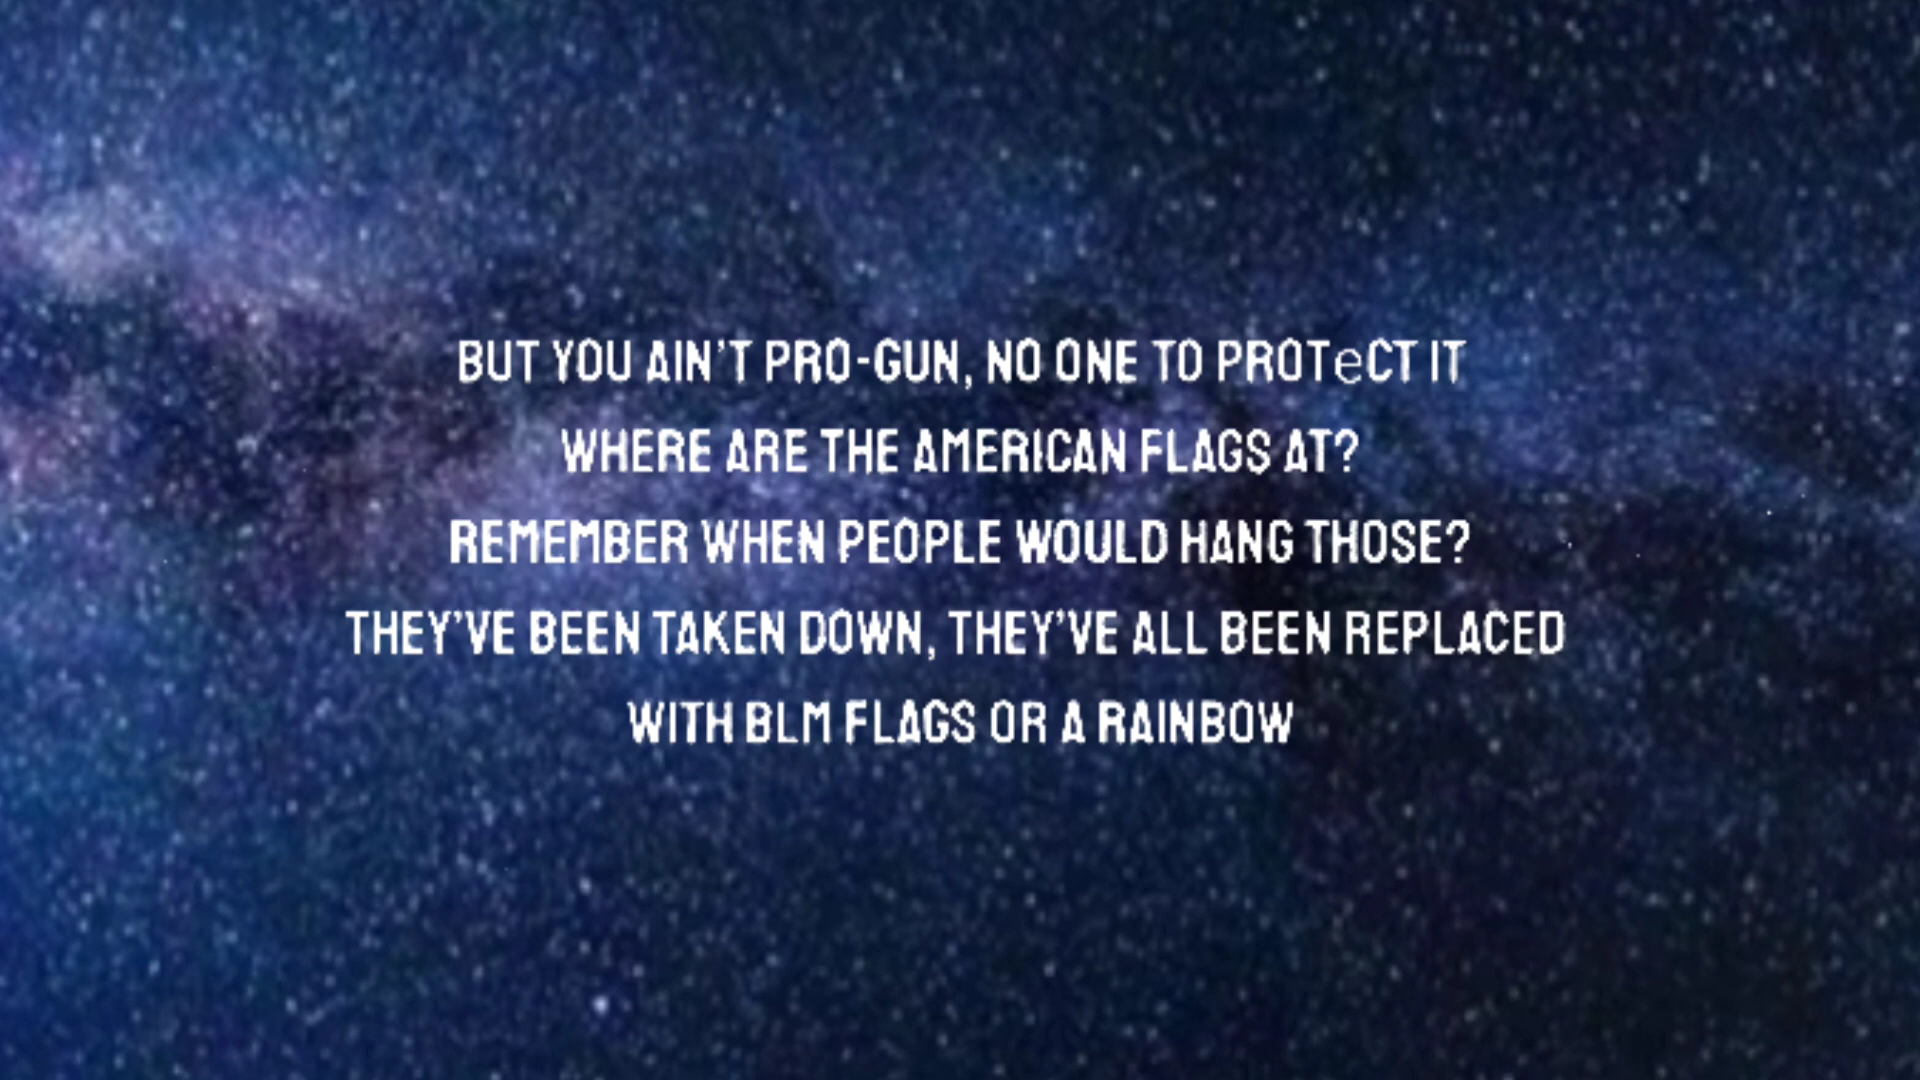 BUT YOU AIN'T PRO-GUN, NO ONE TO PROTeCT IT
WHERE ARE THE AMERICAN FLAGS AT?
REMEMBER WHEN PEOPLE WOULD HANG THOSE?
THEY'VE BEEN TAKEN DOWN, THEY'VE ALL BEEN REPLACED
WITH BLM FLAGS OR A RAINBOW